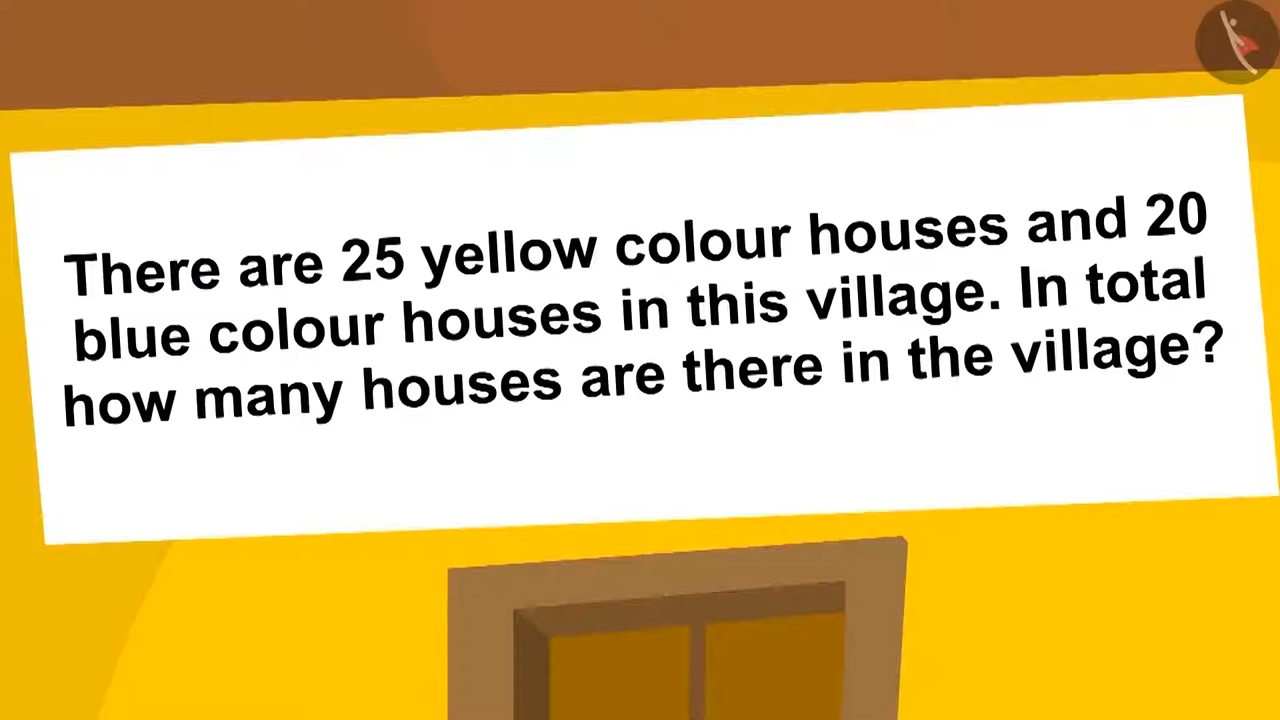 There are 25 yellow colour houses and 20
blue colour houses in this village. In total
how many houses are there in the village?